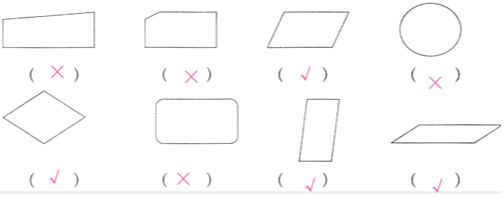 ( × ) ( × ) ( √ ) ( × )
( √ ) ( × ) ( √ ) ( √ )